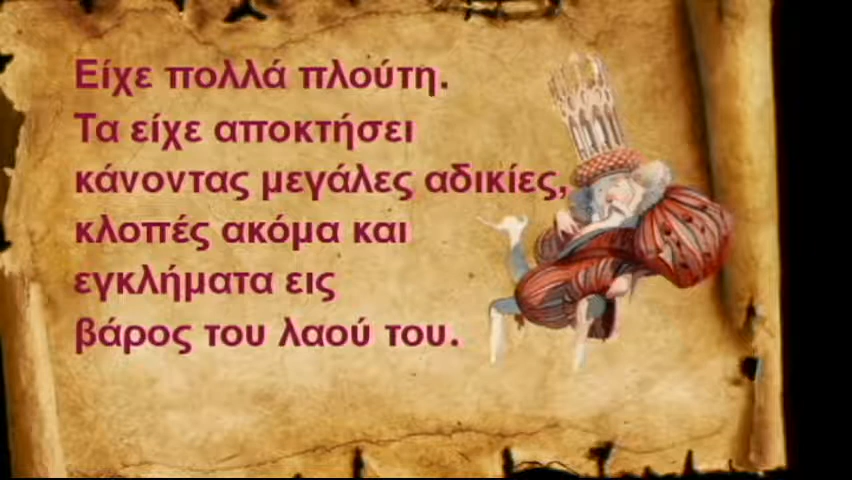 Είχε πολλά πλούτη.
Τα είχε αποκτήσει
κάνοντας μεγάλες αδικίες,
κλοπές ακόμα και
εγκλήματα εις
βάρος του λαού του.